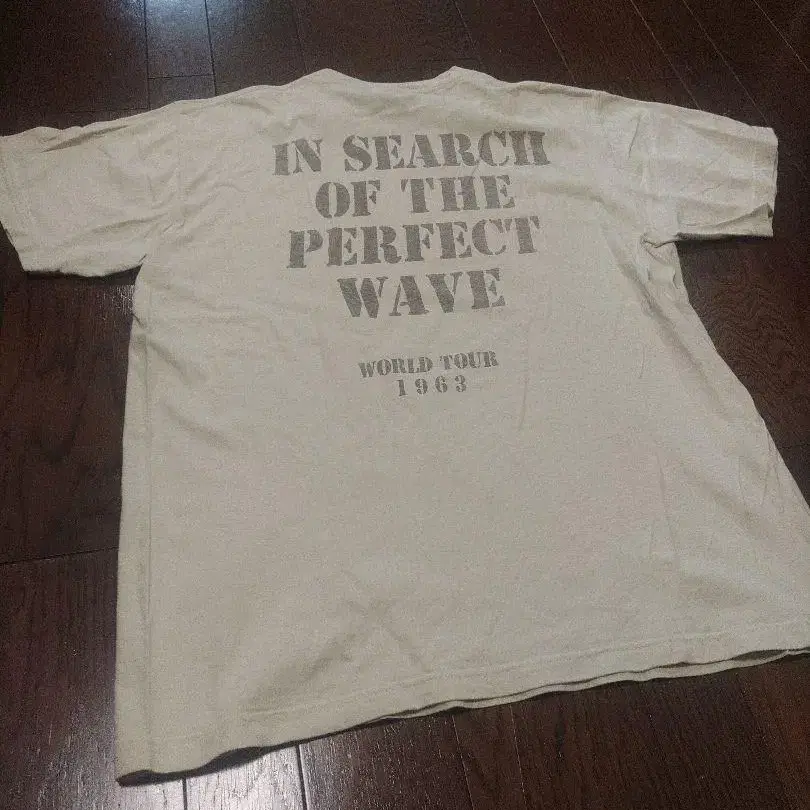 IN SEARCH
OF THE
PERFECT
WAVE
WORLD TOUR
1963